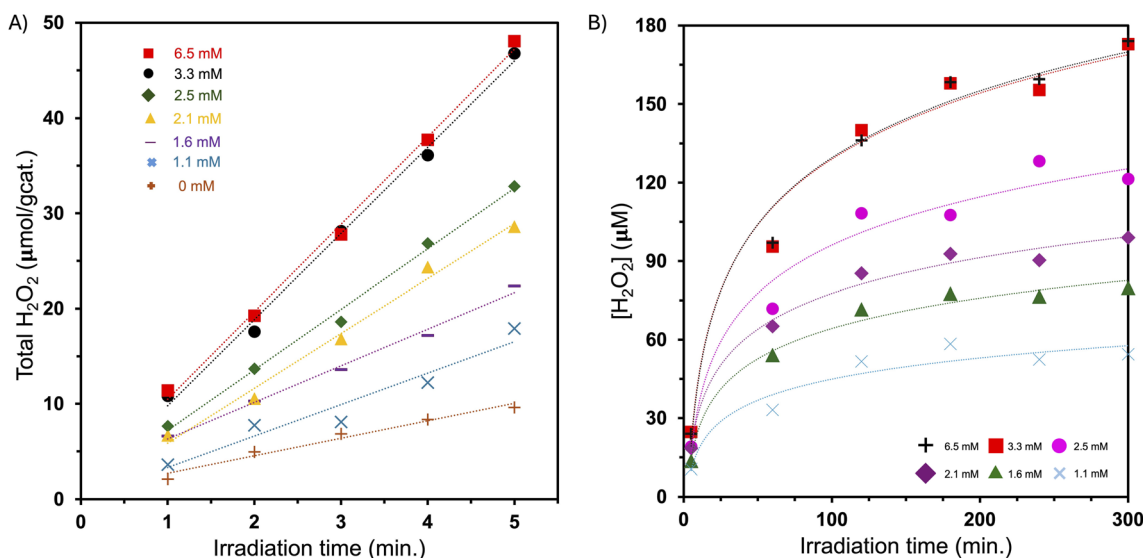 A)
Total H₂O₂ (μmol/gcat.)
50
40
30
20
10
0
6.5 mM
3.3 mM
2.5 mM
2.1 mM
1.6 mM
1.1 mM
0 mM
0 1 2 3 4 5
Irradiation time (min.)
B)
[H₂O₂] (μM)
180
150
120
90
60
30
0
6.5 mM 3.3 mM 2.5 mM
2.1 mM 1.6 mM 1.1 mM
0 100 200 300
Irradiation time (min.)